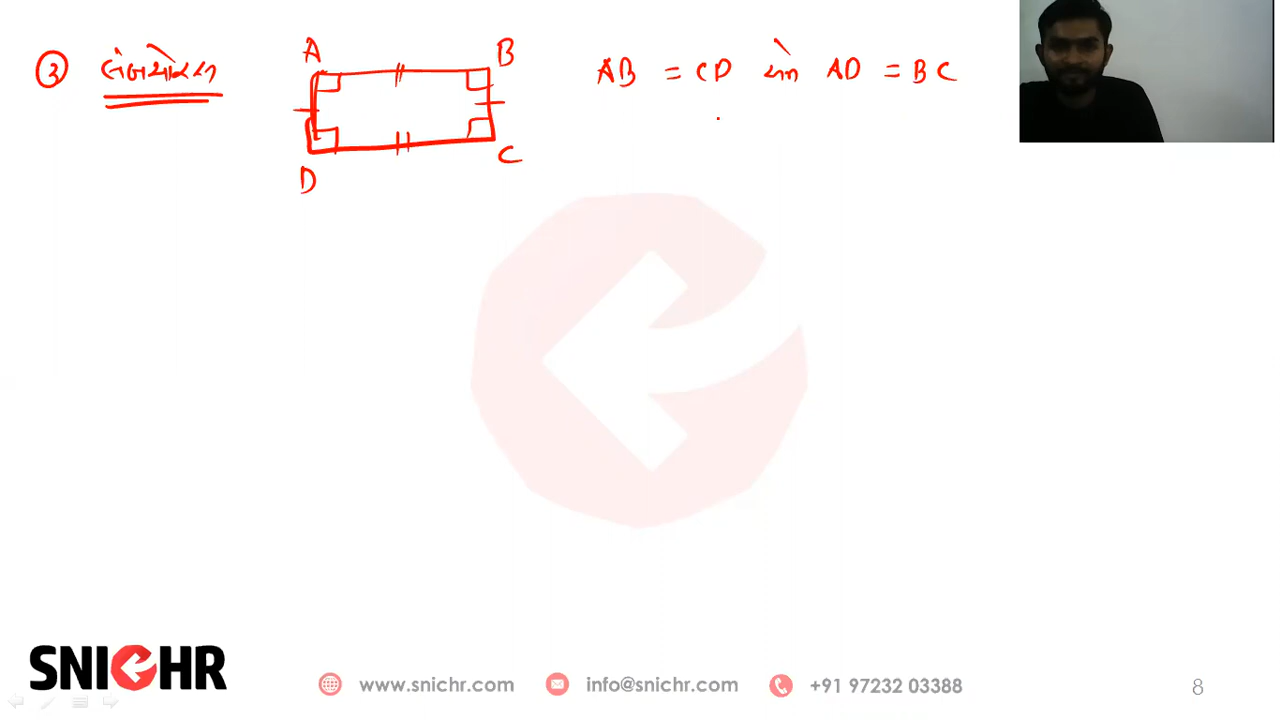 ③ લંબચોરસ
A B
AB = CD અને AD = BC
D C
SNICHR
www.snichr.com info@snichr.com +91 97232 03388 8